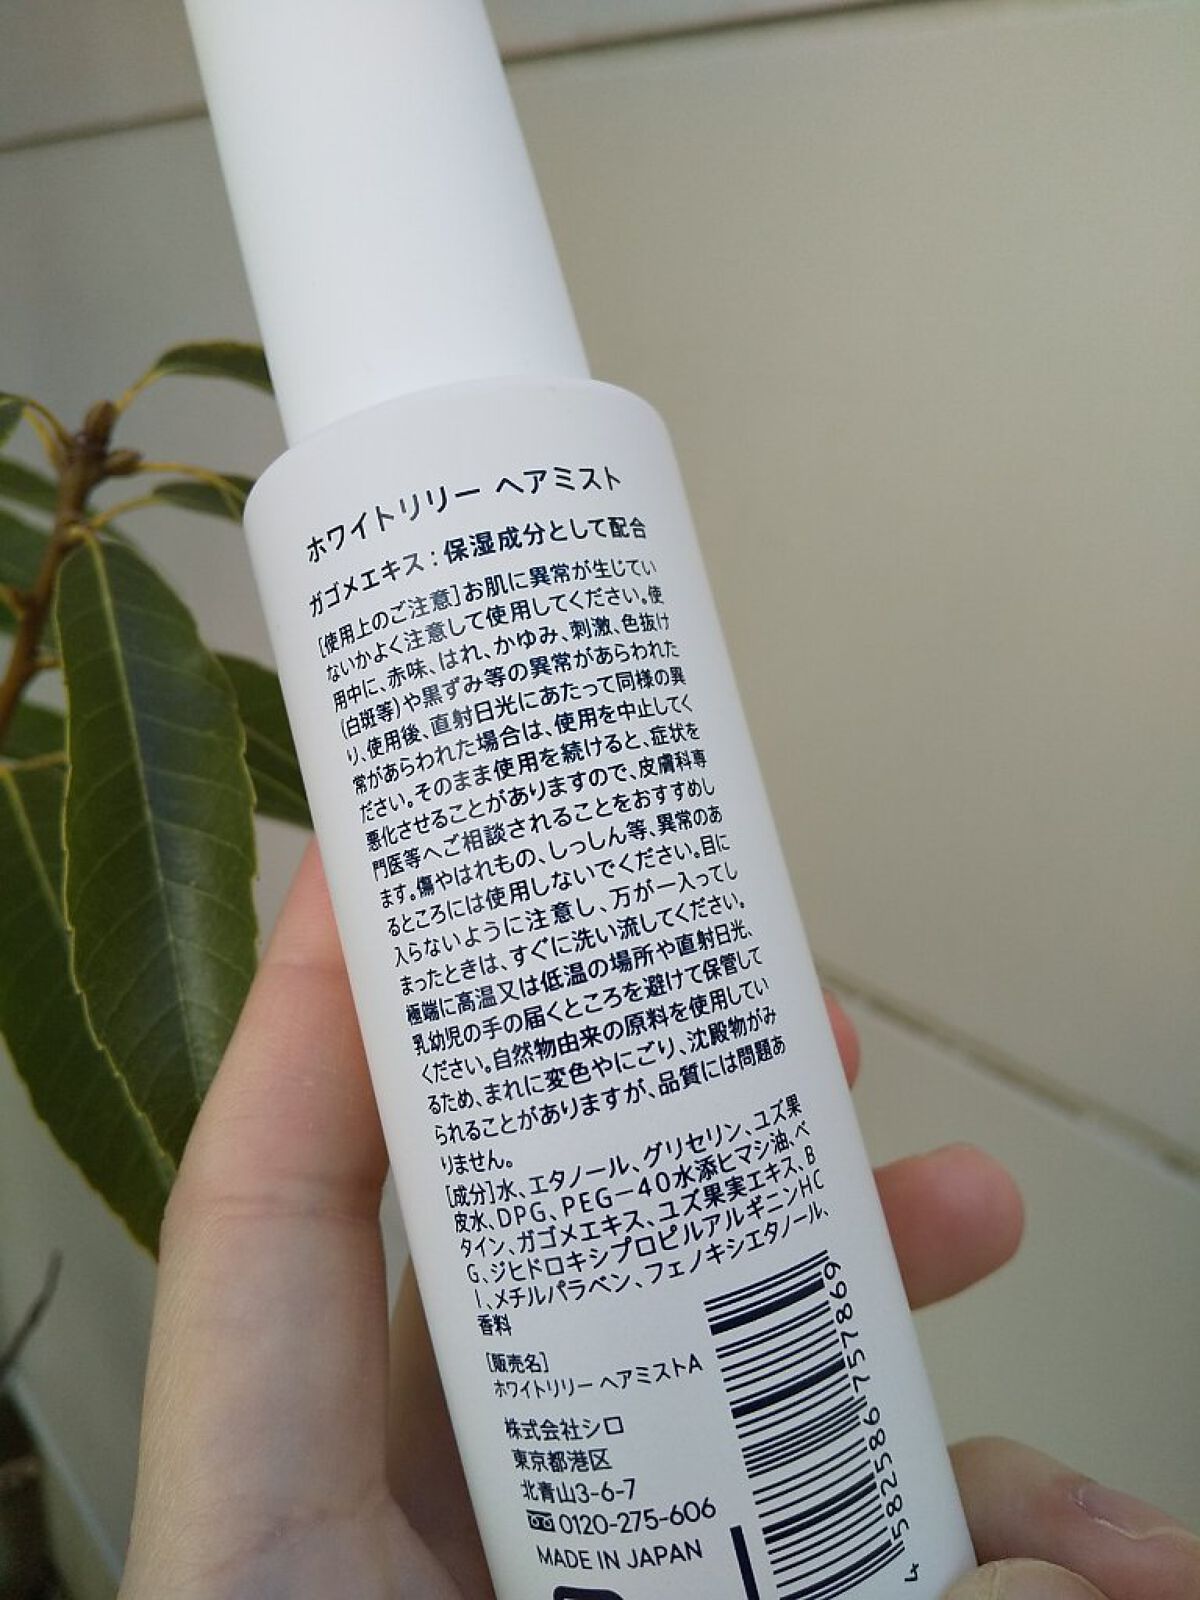 ホワイトリリー ヘアミスト
ガゴメエキス：保湿成分として配合
[使用上のご注意]お肌に異常が生じてい
ないかよく注意して使用してください。使
用中に、赤味、はれ、かゆみ、刺激、色抜け
(白斑等)や黒ずみ等の異常があらわれた
り、使用後、直射日光にあたって同様の異
常があらわれた場合は、使用を中止してく
ださい。そのまま使用を続けると、症状を
悪化させることがありますので、皮膚科専
門医等へご相談されることをおすすめし
ます。傷やはれもの、しっしん等、異常のあ
るところには使用しないでください。目に
入らないように注意し、万が一入ってし
まったときは、すぐに洗い流してください。
極端に高温又は低温の場所や直射日光、
乳幼児の手の届くところを避けて保管して
ください。自然物由来の原料を使用してい
るため、まれに変色やにごり、沈殿物がみ
られることがありますが、品質には問題あ
りません。
[成分]水、エタノール、グリセリン、ユズ果
皮水、DPG、PEG−40水添ヒマシ油、ベ
タイン、ガゴメエキス、ユズ果実エキス、B
G、ジヒドロキシプロピルアルギニンHC
l、メチルパラベン、フェノキシエタノール、
香料
[販売名]
ホワイトリリー ヘアミストA
株式会社シロ
東京都港区
北青山3-6-7
0120-275-606
MADE IN JAPAN
4 582586 757869